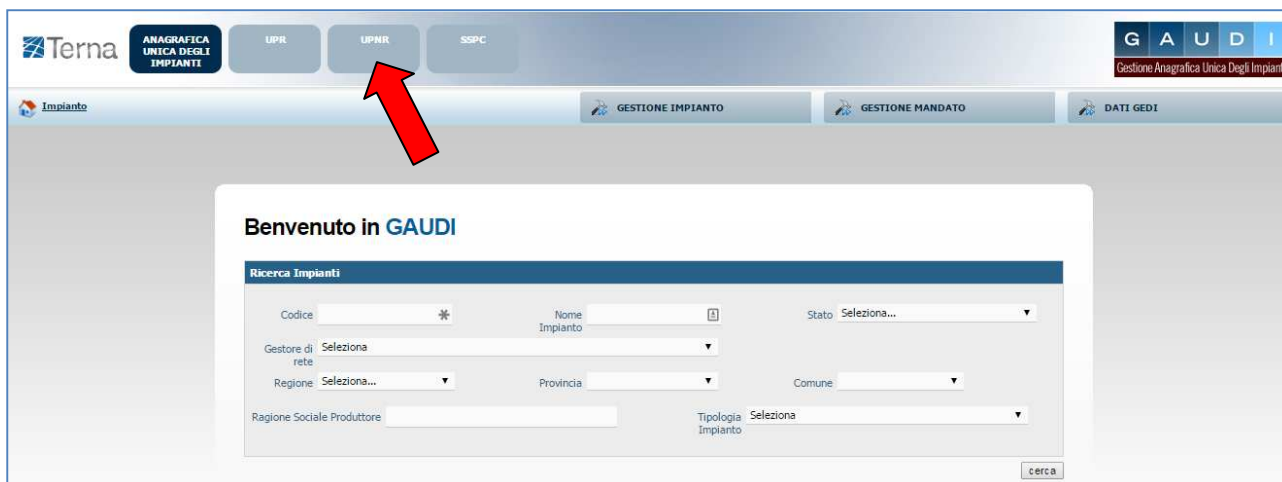 Terna
ANAGRAFICA
UNICA DEGLI
IMPIANTI
UPR
UPNR
SSPC
G A U D I
Gestione Anagrafica Unica Degli Impiant
Impianto
GESTIONE IMPIANTO
GESTIONE MANDATO
DATI GEDI
Benvenuto in GAUDI
Ricerca Impianti
Codice
Nome
Impianto
Stato Seleziona...
Gestore di
rete
Seleziona
Regione Seleziona...
Provincia
Comune
Ragione Sociale Produttore
Tipologia
Impianto
Seleziona
cerca